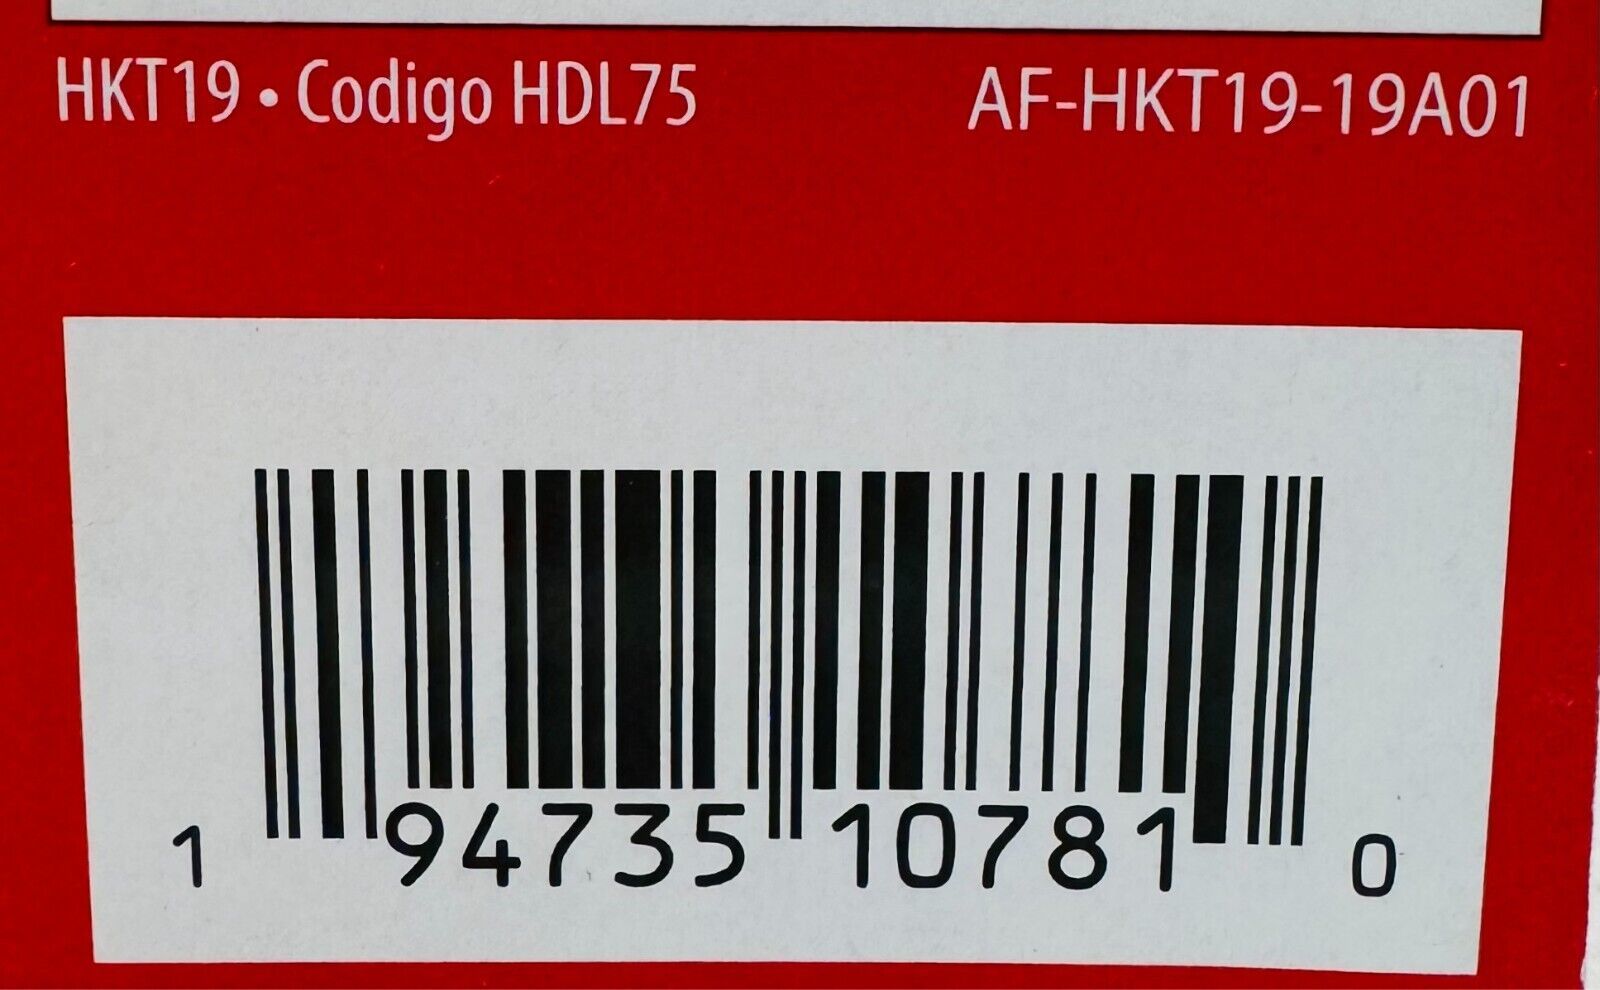 HKT19 • Codigo HDL75
AF-HKT19-19A01
1 94735 10781 0